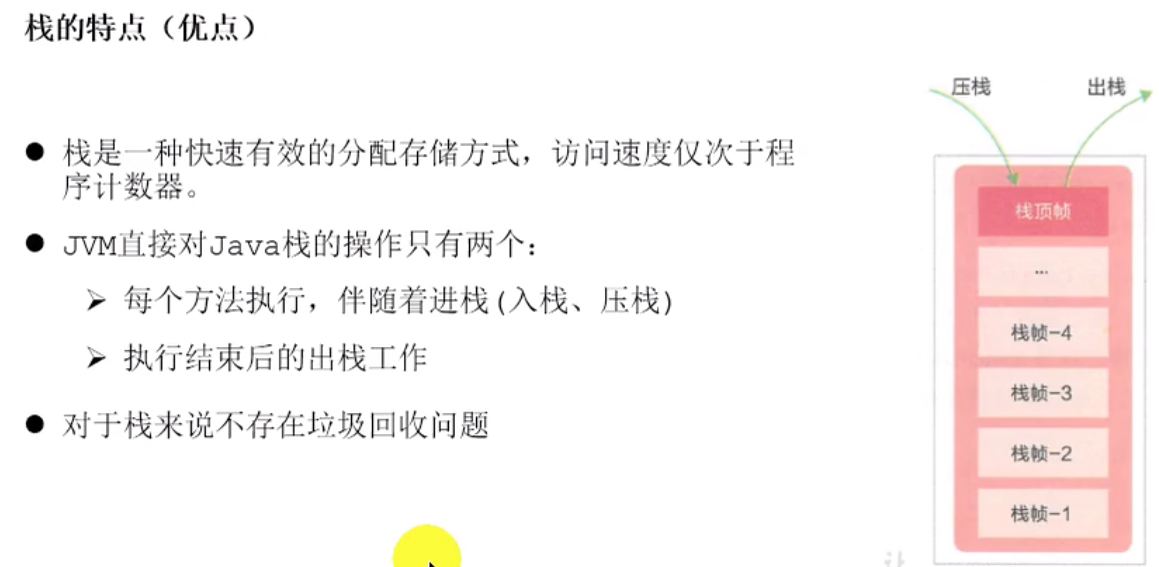 栈的特点（优点）
压栈
出栈
● 栈是一种快速有效的分配存储方式，访问速度仅次于程
序计数器。
● JVM直接对Java栈的操作只有两个：
➢ 每个方法执行，伴随着进栈(入栈、压栈)
➢ 执行结束后的出栈工作
● 对于栈来说不存在垃圾回收问题
栈顶帧
...
栈帧-4
栈帧-3
栈帧-2
栈帧-1